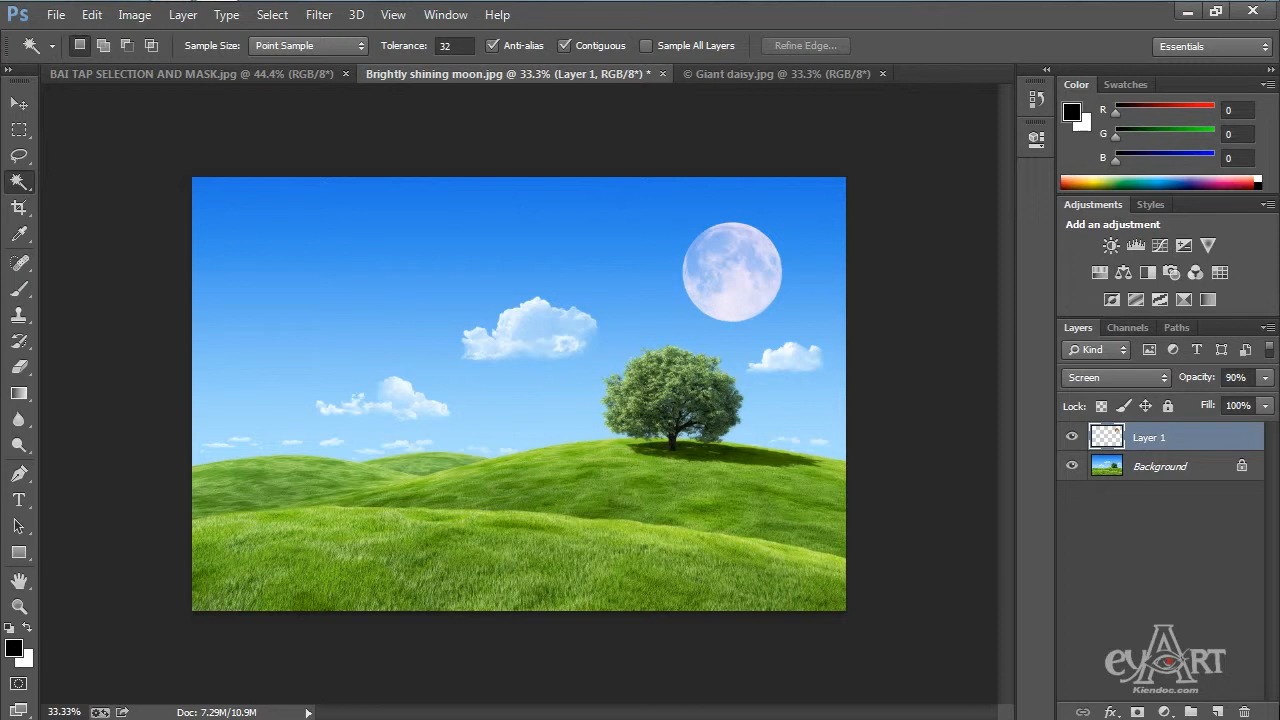 Ps File Edit Image Layer Type Select Filter 3D View Window Help
Sample Size: Point Sample Tolerance: 32 Anti-alias Contiguous Sample All Layers Refine Edge... Essentials
BAI TAP SELECTION AND MASK.jpg @ 44.4% (RGB/8*) × Brightly shining moon.jpg @ 33.3% (Layer 1, RGB/8*) * × © Giant daisy.jpg @ 33.3% (RGB/8*) ×
Color Swatches
R 0
G 0
B 0
Adjustments Styles
Add an adjustment
Layers Channels Paths
Kind
Screen Opacity: 90%
Lock: Fill: 100%
Layer 1
Background
eyART
Kiendoc.com
33.33% Doc: 7.29M/10.9M